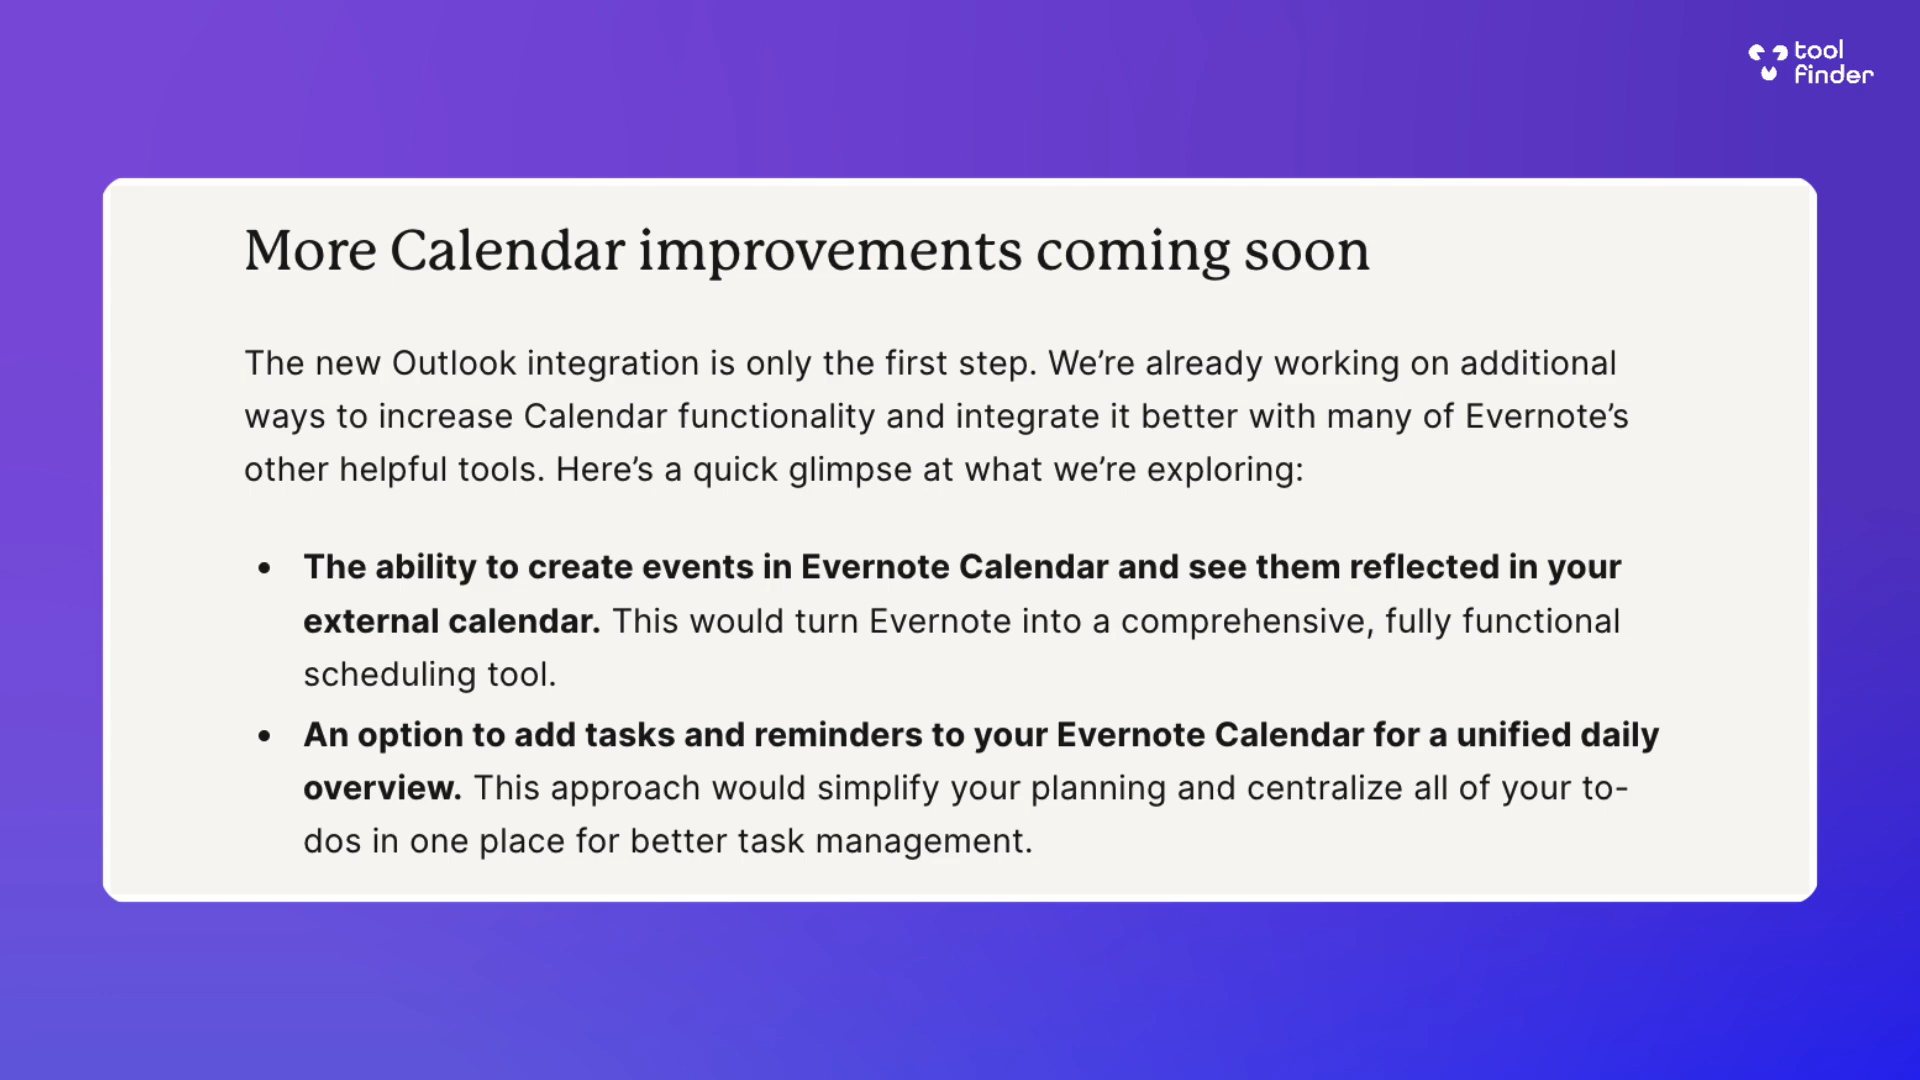 tool
finder
More Calendar improvements coming soon
The new Outlook integration is only the first step. We’re already working on additional
ways to increase Calendar functionality and integrate it better with many of Evernote’s
other helpful tools. Here’s a quick glimpse at what we’re exploring:
• The ability to create events in Evernote Calendar and see them reflected in your
external calendar. This would turn Evernote into a comprehensive, fully functional
scheduling tool.
• An option to add tasks and reminders to your Evernote Calendar for a unified daily
overview. This approach would simplify your planning and centralize all of your to-
dos in one place for better task management.